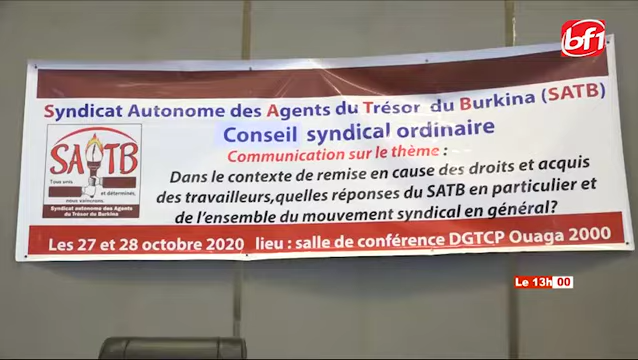 bf1
Syndicat Autonome des Agents du Trésor du Burkina (SATB)
Conseil syndical ordinaire
Communication sur le thème :
Dans le contexte de remise en cause des droits et acquis
des travailleurs,quelles réponses du SATB en particulier et
de l'ensemble du mouvement syndical en général?
SATB
Tous unis
et déterminés,
nous vaincrons.
Syndicat autonome des Agents
du Trésor de Burkina
Les 27 et 28 octobre 2020 lieu : salle de conférence DGTCP Ouaga 2000
Le 13h 00